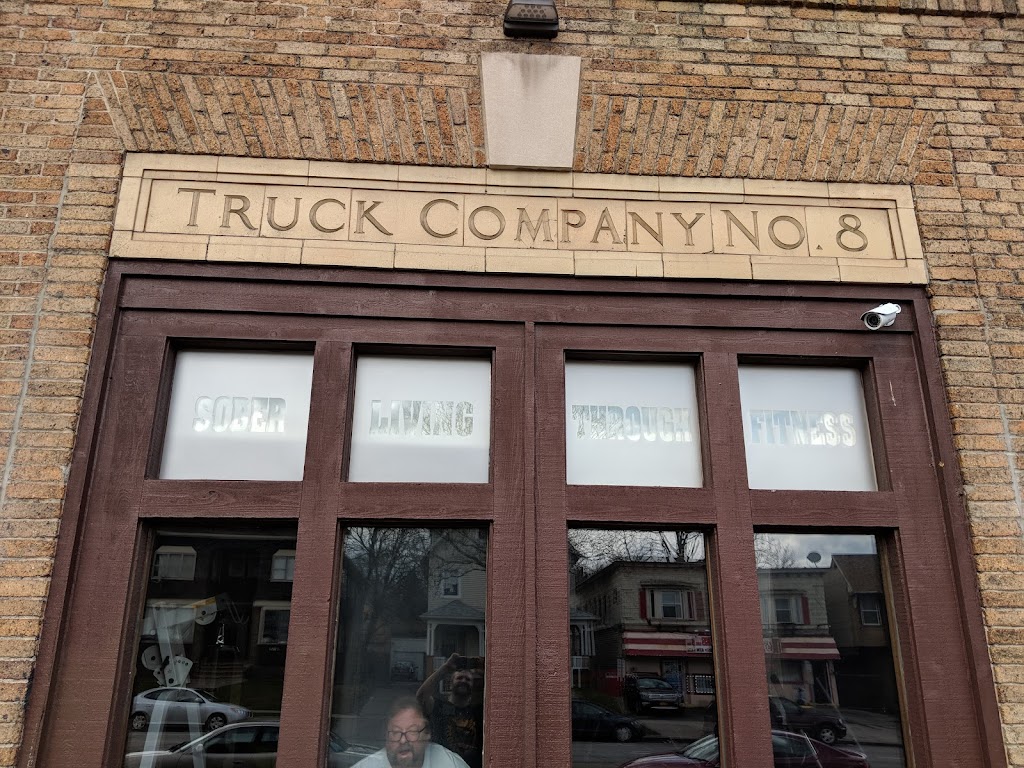 TRUCK COMPANY NO. 8
SOBER LIVING THROUGH FITNESS